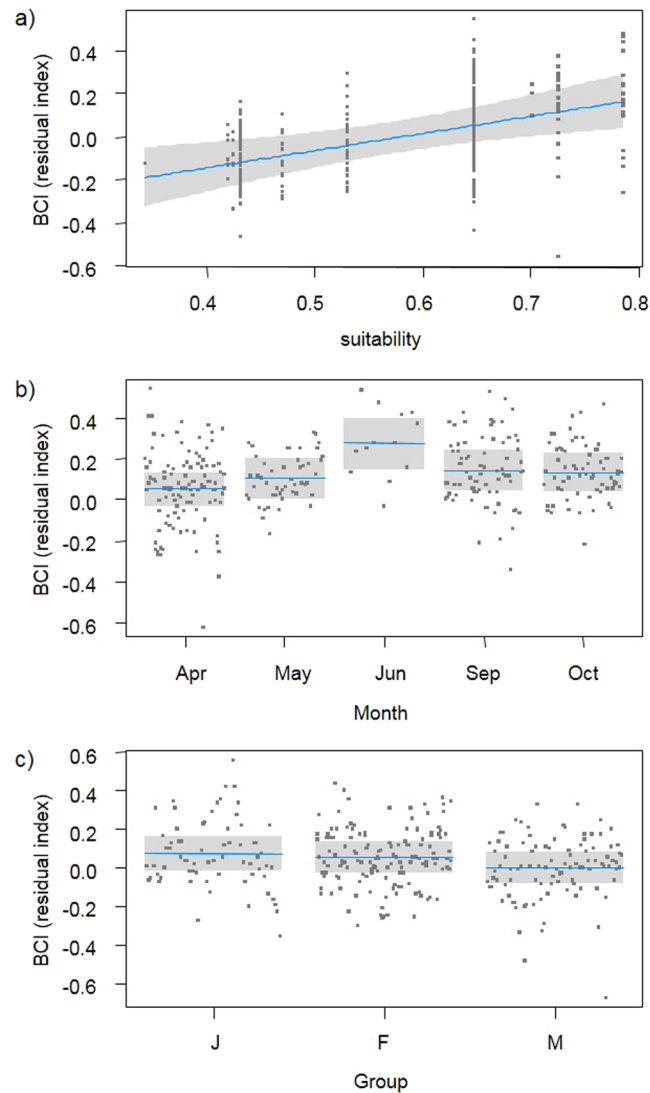 a)
BCI (residual index)
0.4
0.2
0.0
-0.2
-0.4
-0.6
0.4 0.5 0.6 0.7 0.8
suitability
b)
BCI (residual index)
0.4
0.2
0.0
-0.2
-0.4
-0.6
Apr May Jun Sep Oct
Month
c)
BCI (residual index)
0.6
0.4
0.2
0.0
-0.2
-0.4
-0.6
J F M
Group